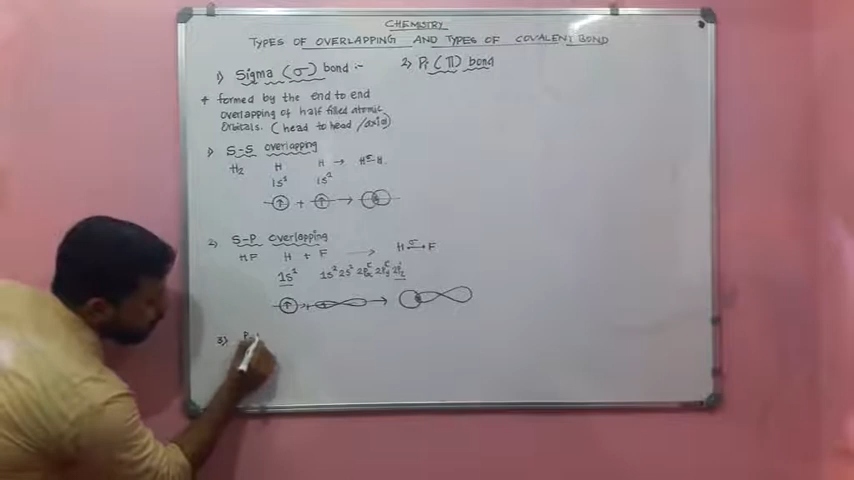 CHEMISTRY
TYPES OF OVERLAPPING AND TYPES OF COVALENT BOND
1) Sigma (σ) bond :-
2) Pi (π) bond
* formed by the end to end
overlapping of half filled atomic
Orbitals. (head to head /axial)
1) S-S overlapping
H2 H H → H σ H
1s¹ 1s²
+ →
2) S-P overlapping
HF H + F → H σ F
1s¹ 1s² 2s²
+ →
3) P